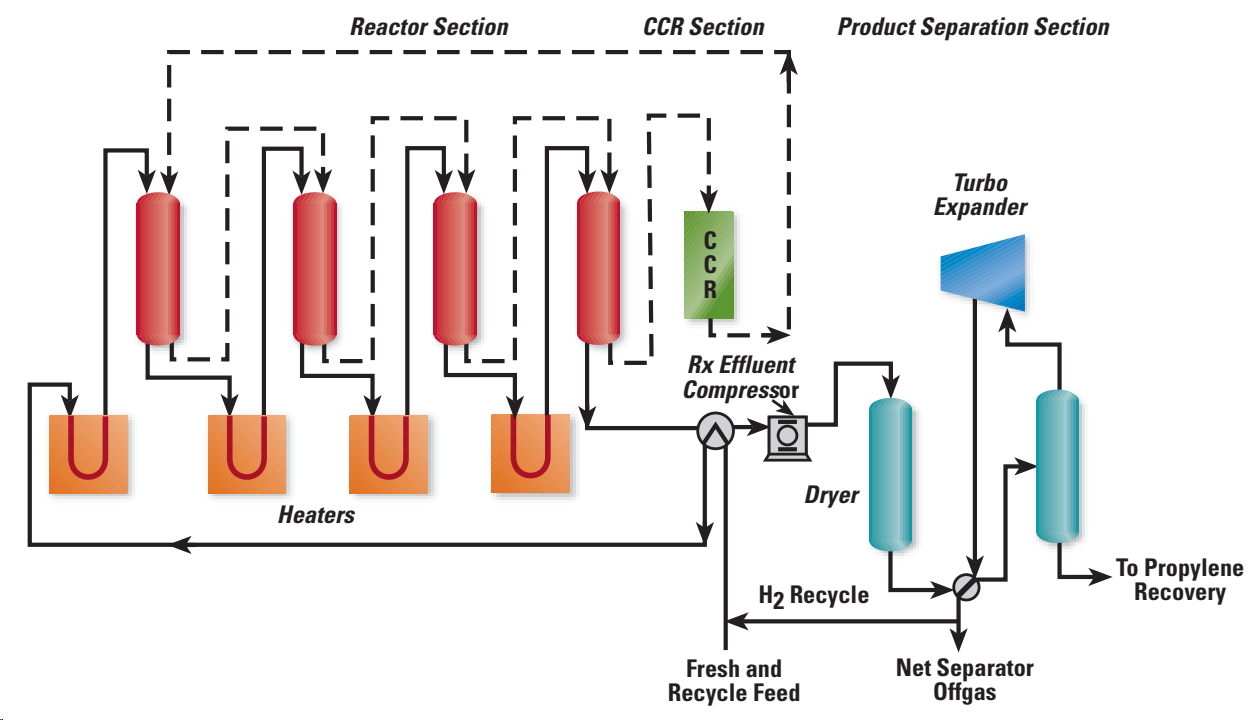 Reactor Section
CCR Section
Product Separation Section
Turbo
Expander
C
C
R
Rx Effluent
Compressor
Dryer
Heaters
To Propylene
Recovery
H2 Recycle
Fresh and
Recycle Feed
Net Separator
Offgas